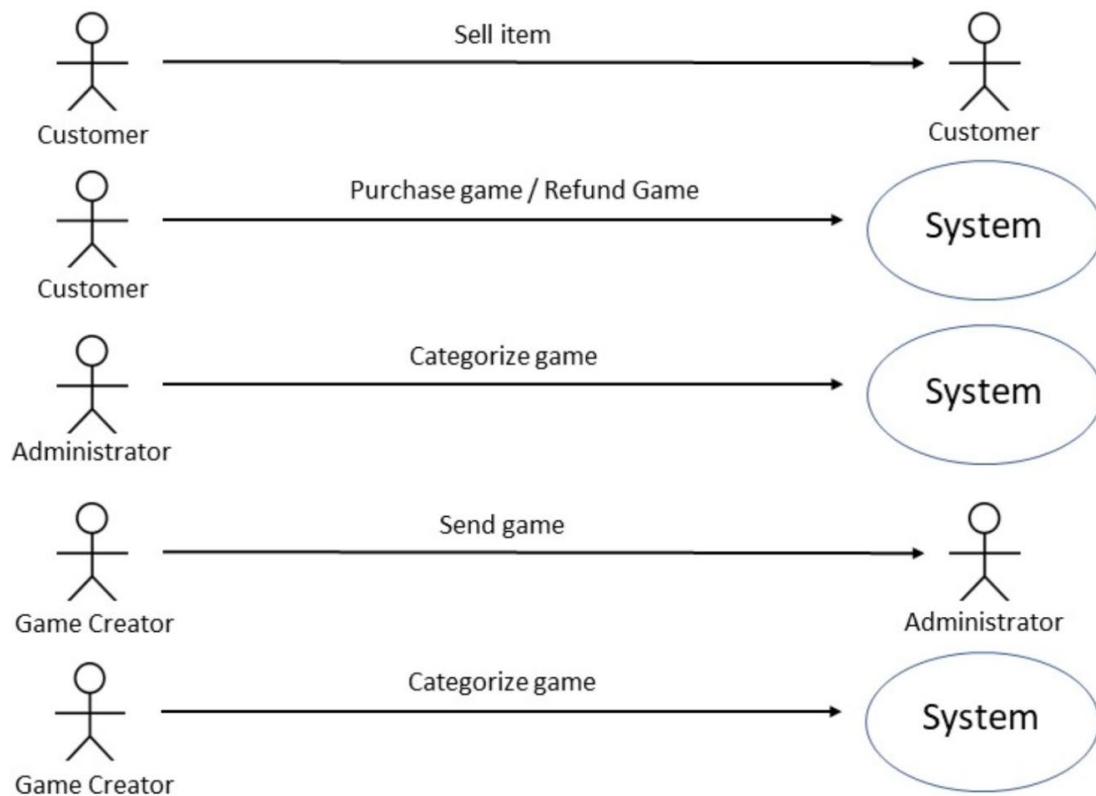 Sell item
Customer
Customer
Purchase game / Refund Game
System
Customer
Categorize game
System
Administrator
Send game
Game Creator
Administrator
Categorize game
System
Game Creator